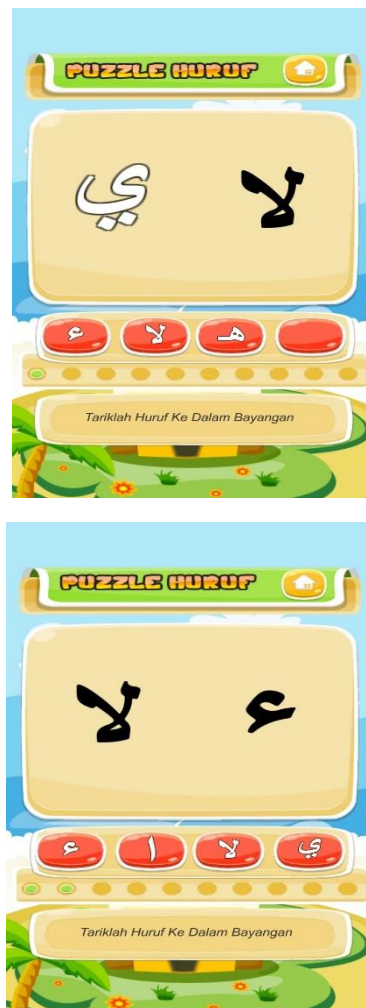 PUZZLE HURUF
ي لا
ء لا هـ
Tariklah Huruf Ke Dalam Bayangan
PUZZLE HURUF
لا ء
ء ا لا ي
Tariklah Huruf Ke Dalam Bayangan